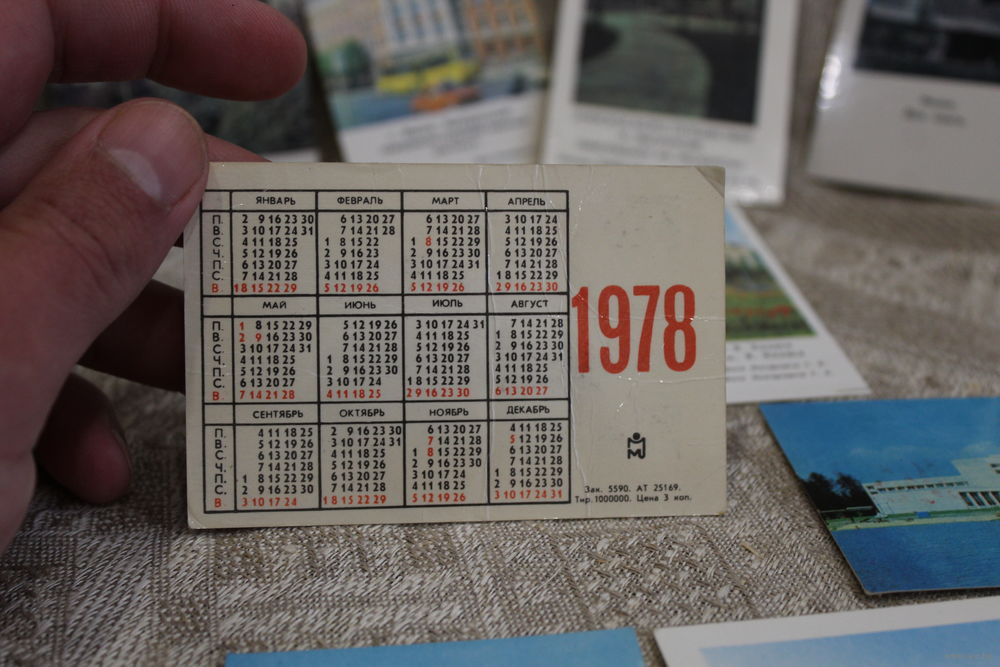 ЯНВАРЬ ФЕВРАЛЬ МАРТ АПРЕЛЬ
П. 2 9 16 23 30 6 13 20 27 6 13 20 27 3 10 17 24
В. 3 10 17 24 31 7 14 21 28 7 14 21 28 4 11 18 25
С. 4 11 18 25 1 8 15 22 1 8 15 22 29 5 12 19 26
Ч. 5 12 19 26 2 9 16 23 2 9 16 23 30 6 13 20 27
П. 6 13 20 27 3 10 17 24 3 10 17 24 31 7 14 21 28
С. 7 14 21 28 4 11 18 25 4 11 18 25 1 8 15 22 29
В. 1 8 15 22 29 5 12 19 26 5 12 19 26 2 9 16 23 30
МАЙ ИЮНЬ ИЮЛЬ АВГУСТ
П. 1 8 15 22 29 5 12 19 26 3 10 17 24 31 7 14 21 28
В. 2 9 16 23 30 6 13 20 27 4 11 18 25 1 8 15 22 29
С. 3 10 17 24 31 7 14 21 28 5 12 19 26 2 9 16 23 30
Ч. 4 11 18 25 1 8 15 22 29 6 13 20 27 3 10 17 24 31
П. 5 12 19 26 2 9 16 23 30 7 14 21 28 4 11 18 25
С. 6 13 20 27 3 10 17 24 1 8 15 22 29 5 12 19 26
В. 7 14 21 28 4 11 18 25 2 9 16 23 30 6 13 20 27
1978
СЕНТЯБРЬ ОКТЯБРЬ НОЯБРЬ ДЕКАБРЬ
П. 4 11 18 25 2 9 16 23 30 6 13 20 27 4 11 18 25
В. 5 12 19 26 3 10 17 24 31 7 14 21 28 5 12 19 26
С. 6 13 20 27 4 11 18 25 1 8 15 22 29 6 13 20 27
Ч. 7 14 21 28 5 12 19 26 2 9 16 23 30 7 14 21 28
П. 1 8 15 22 29 6 13 20 27 3 10 17 24 1 8 15 22 29
С. 2 9 16 23 30 7 14 21 28 4 11 18 25 2 9 16 23 30
В. 3 10 17 24 1 8 15 22 29 5 12 19 26 3 10 17 24 31
Зак. 5590. АТ 25169.
Тир. 1000000. Цена 3 коп.